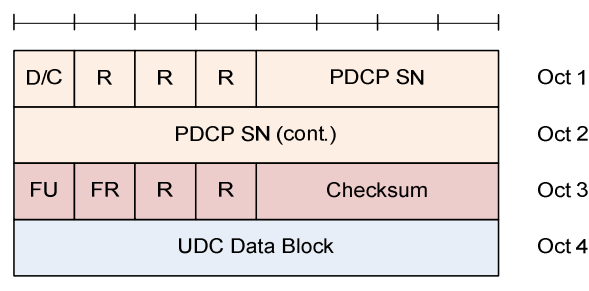 D/C R R R PDCP SN Oct 1
PDCP SN (cont.) Oct 2
FU FR R R Checksum Oct 3
UDC Data Block Oct 4